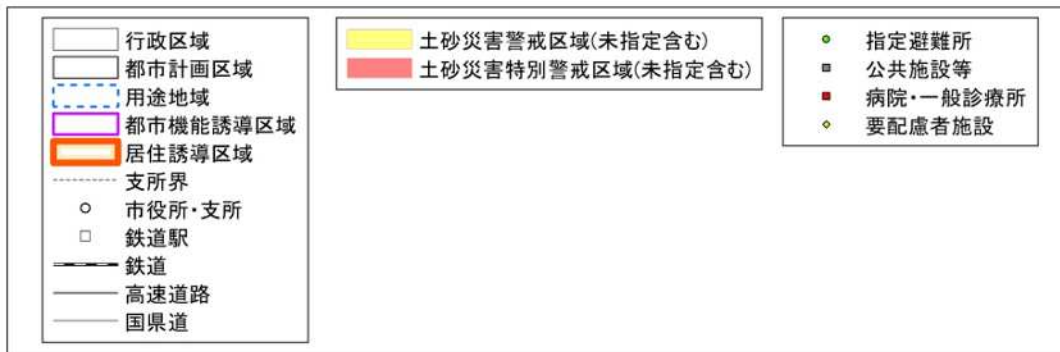 行政区域
都市計画区域
用途地域
都市機能誘導区域
居住誘導区域
支所界
市役所・支所
鉄道駅
鉄道
高速道路
国県道
土砂災害警戒区域(未指定含む)
土砂災害特別警戒区域(未指定含む)
指定避難所
公共施設等
病院・一般診療所
要配慮者施設